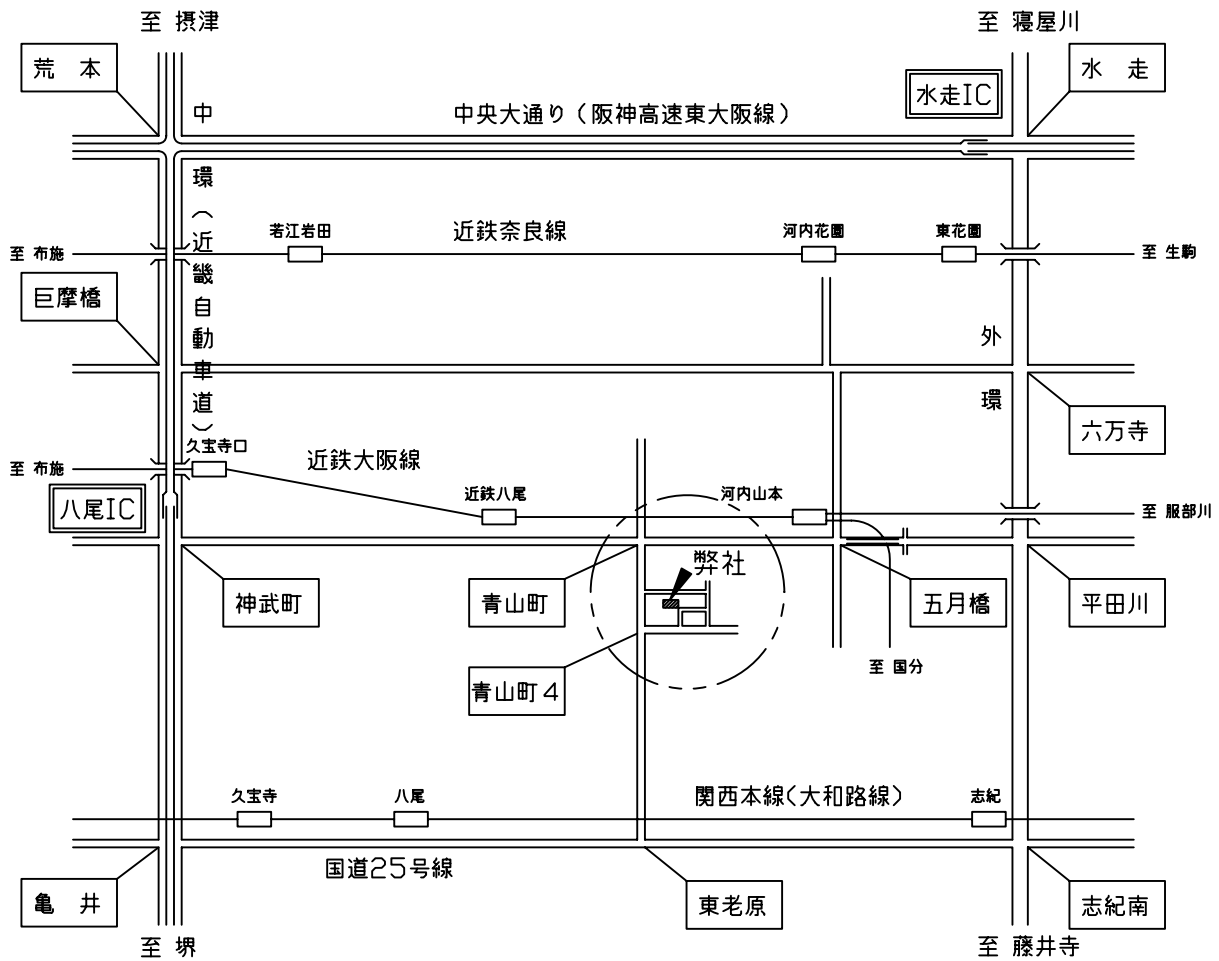 至 摂津
至 寝屋川
荒 本
水走IC
水 走
中環(近畿自動車道)
中央大通り(阪神高速東大阪線)
若江岩田
近鉄奈良線
河内花園
東花園
至 布施
至 生駒
巨摩橋
外環
六万寺
久宝寺口
至 布施
近鉄大阪線
八尾IC
近鉄八尾
河内山本
至 服部川
弊社
神武町
青山町
五月橋
平田川
至 国分
青山町4
久宝寺
八尾
関西本線(大和路線)
志紀
国道25号線
亀 井
東老原
志紀南
至 堺
至 藤井寺